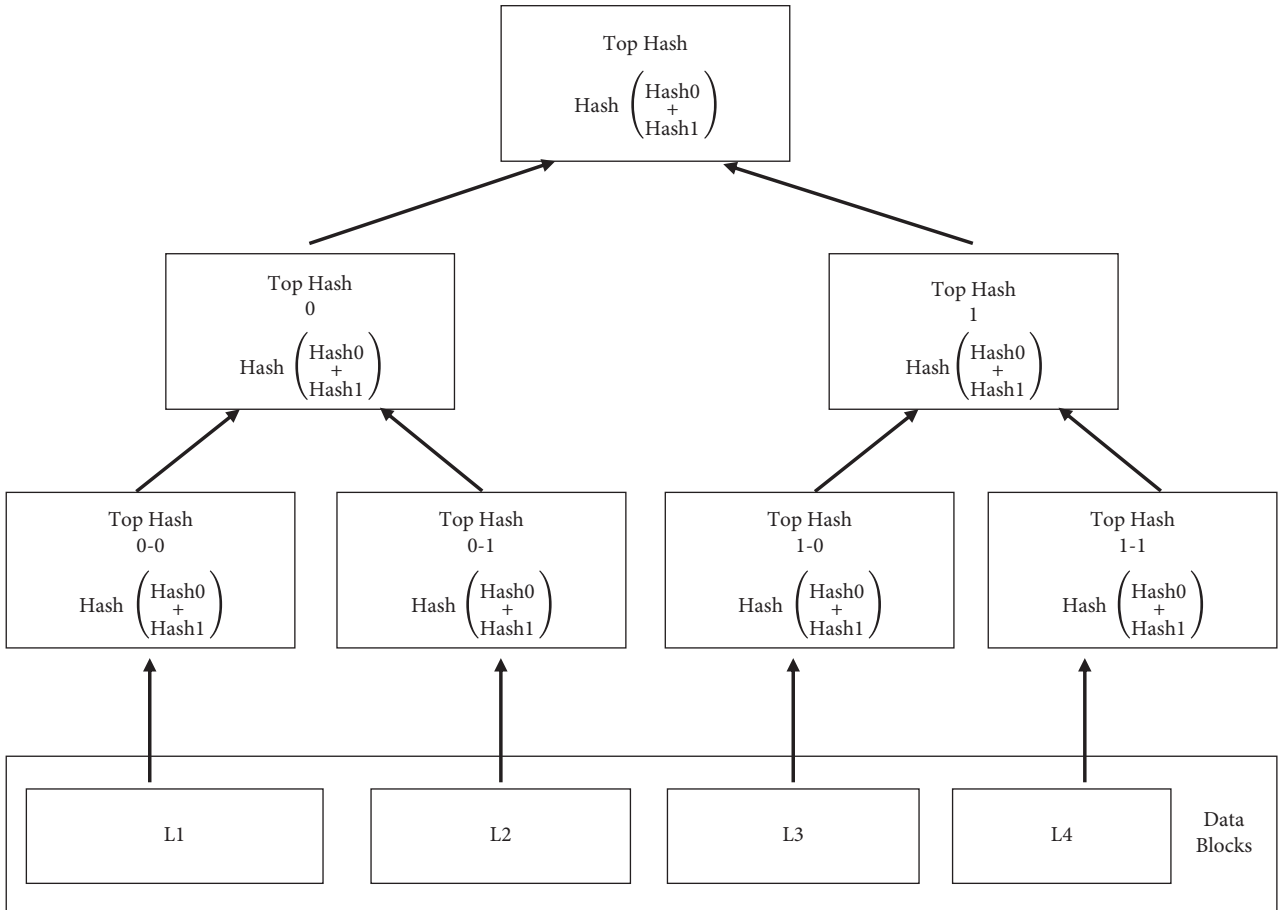 Top Hash
Hash (Hash0
+
Hash1)
Top Hash
0
Hash (Hash0
+
Hash1)
Top Hash
1
Hash (Hash0
+
Hash1)
Top Hash
0-0
Hash (Hash0
+
Hash1)
Top Hash
0-1
Hash (Hash0
+
Hash1)
Top Hash
1-0
Hash (Hash0
+
Hash1)
Top Hash
1-1
Hash (Hash0
+
Hash1)
L1
L2
L3
L4
Data
Blocks